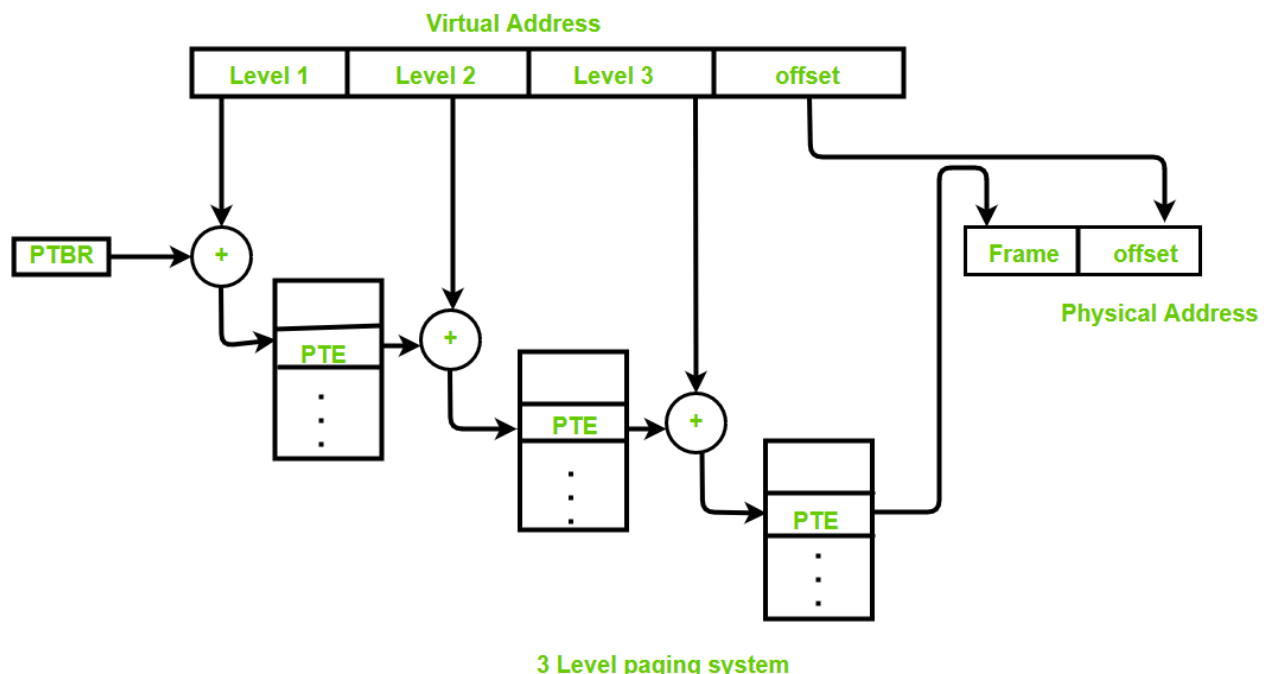 Virtual Address
Level 1 Level 2 Level 3 offset
PTBR + Frame offset
Physical Address
PTE +
PTE +
PTE
3 Level paging system